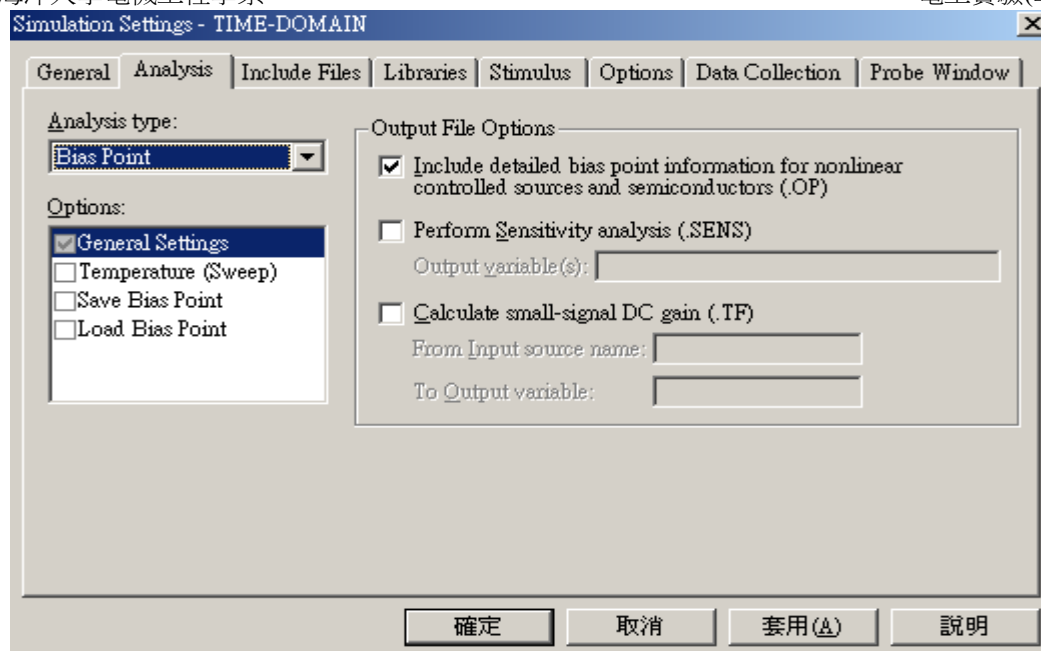 Simulation Settings - TIME-DOMAIN
General Analysis Include Files Libraries Stimulus Options Data Collection Probe Window
Analysis type:
Bias Point
Options:
General Settings
Temperature (Sweep)
Save Bias Point
Load Bias Point
Output File Options
Include detailed bias point information for nonlinear
controlled sources and semiconductors (.OP)
Perform Sensitivity analysis (.SENS)
Output variable(s):
Calculate small-signal DC gain (.TF)
From Input source name:
To Output variable:
確定 取消 套用(A) 說明